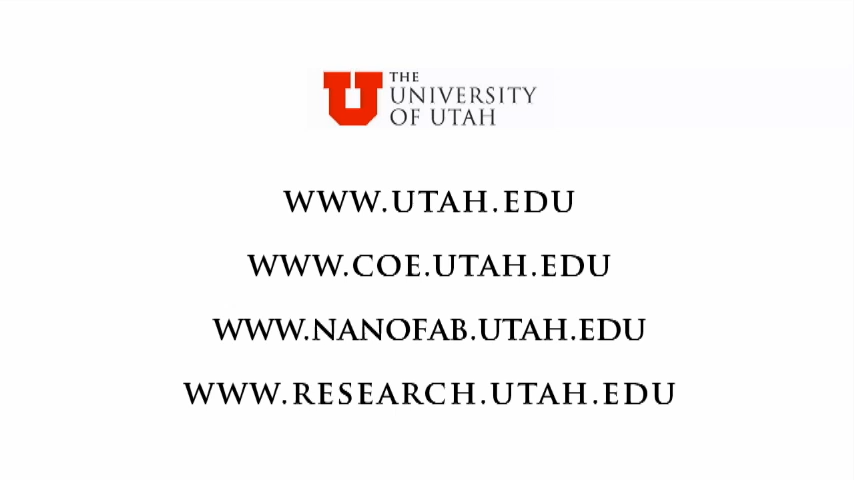 U THE
UNIVERSITY
OF UTAH
WWW.UTAH.EDU
WWW.COE.UTAH.EDU
WWW.NANOFAB.UTAH.EDU
WWW.RESEARCH.UTAH.EDU